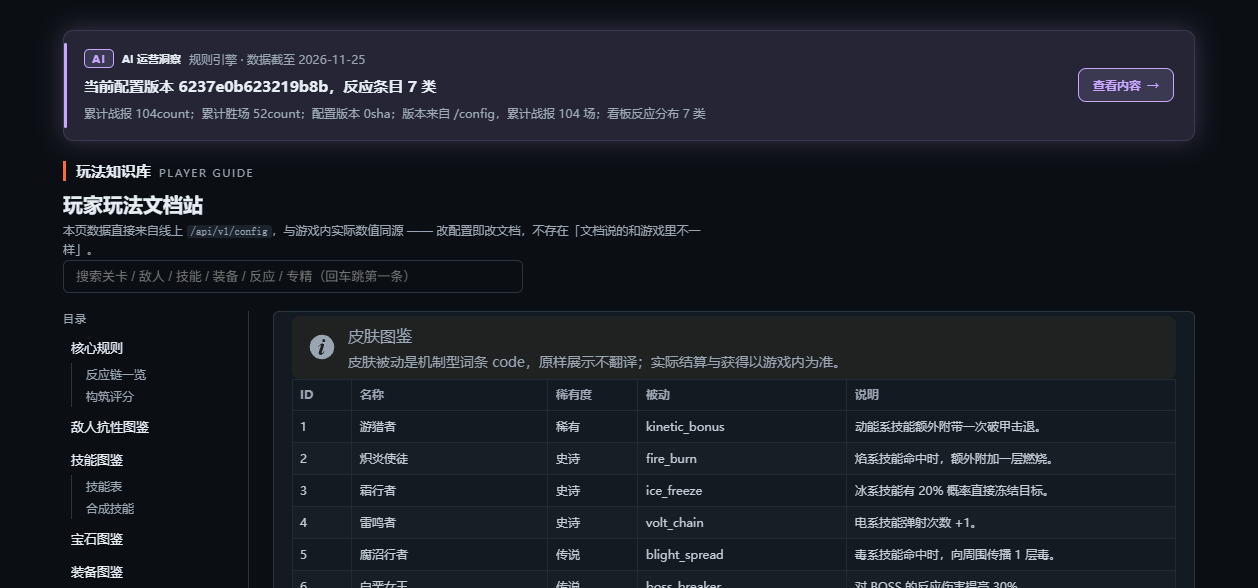 AI AI 运营洞察 规则引擎 · 数据截至 2026-11-25
当前配置版本 6237e0b623219b8b，反应条目 7 类
累计战报 104count；累计胜场 52count；配置版本 0sha；版本来自 /config，累计战报 104 场；看板反应分布 7 类
查看内容 →
玩法知识库 PLAYER GUIDE
玩家玩法文档站
本页数据直接来自线上 /api/v1/config，与游戏内实际数值同源 —— 改配置即改文档，不存在「文档说的和游戏里不一
样」。
搜索关卡 / 敌人 / 技能 / 装备 / 反应 / 专精（回车跳第一条）
目录
核心规则
反应链一览
构筑评分
敌人抗性图鉴
技能图鉴
技能表
合成技能
宝石图鉴
装备图鉴
皮肤图鉴
皮肤被动是机制型词条 code，原样展示不翻译；实际结算与获得以游戏内为准。
ID 名称 稀有度 被动 说明
1 游猎者 稀有 kinetic_bonus 动能系技能额外附带一次破甲击退。
2 炽炎使徒 史诗 fire_burn 焰系技能命中时，额外附加一层燃烧。
3 霜行者 史诗 ice_freeze 冰系技能有 20% 概率直接冻结目标。
4 雷鸣者 史诗 volt_chain 电系技能弹射次数 +1。
5 腐沼行者 传说 blight_spread 毒系技能命中时，向周围传播 1 层毒。
6 传说 boss_breaker 对 BOSS 的反应伤害提高 30%